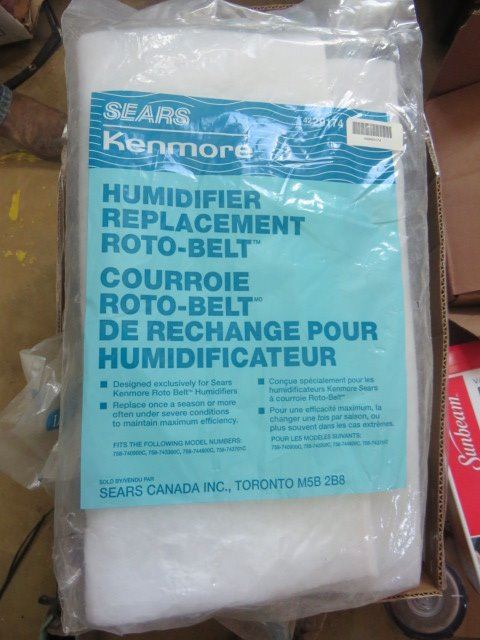 SEARS
Kenmore
HUMIDIFIER
REPLACEMENT
ROTO-BELT™
COURROIE
ROTO-BELT MO
DE RECHANGE POUR
HUMIDIFICATEUR
■ Designed exclusively for Sears
Kenmore Roto Belt™ Humidifiers
■ Replace once a season or more
often under severe conditions
to maintain maximum efficiency.
■ Conçue spécialement pour les
humidificateurs Kenmore Sears
à courroie Roto-Belt
■ Pour une efficacité maximum, la
changer une fois par saison, ou
plus souvent dans les cas extrêmes.
FITS THE FOLLOWING MODEL NUMBERS:
POUR LES MODÈLES SUIVANTS:
SOLD BY/VENDU PAR
SEARS CANADA INC., TORONTO M5B 2B8
Sunbeam